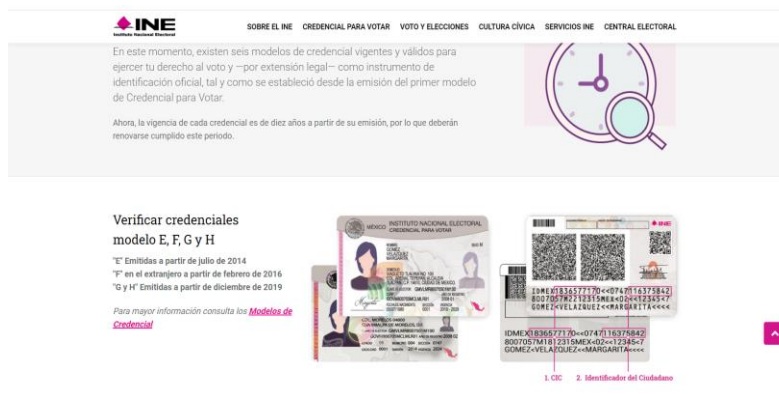 INE
Instituto Nacional Electoral
SOBRE EL INE CREDENCIAL PARA VOTAR VOTO Y ELECCIONES CULTURA CÍVICA SERVICIOS INE CENTRAL ELECTORAL
En este momento, existen seis modelos de credencial vigentes y válidos para
ejercer tu derecho al voto y —por extensión legal— como instrumento de
identificación oficial, tal y como se estableció desde la emisión del primer modelo
de Credencial para Votar.
Ahora, la vigencia de cada credencial es de diez años a partir de su emisión, por lo que deberán
renovarse cumplido este periodo.
Verificar credenciales
modelo E, F, G y H
"E" Emitidas a partir de julio de 2014
"F" en el extranjero a partir de febrero de 2016
"G y H" Emitidas a partir de diciembre de 2019
Para mayor información consulta los Modelos de
Credencial
MÉXICO INSTITUTO NACIONAL ELECTORAL
CREDENCIAL PARA VOTAR
GOMEZ
VELAZQUEZ
MARGARITA
INE
IDMEX1836577170<<0747116375842
8007057M2212315MEX<02<<12345<7
GOMEZ<VELAZQUEZ<<MARGARITA<<<<
IDMEX1836577170<<0747116375842
8007057M1812315MEX<02<<12345<7
GOMEZ<VELAZQUEZ<<MARGARITA<<<<
1. CIC 2. Identificador del Ciudadano